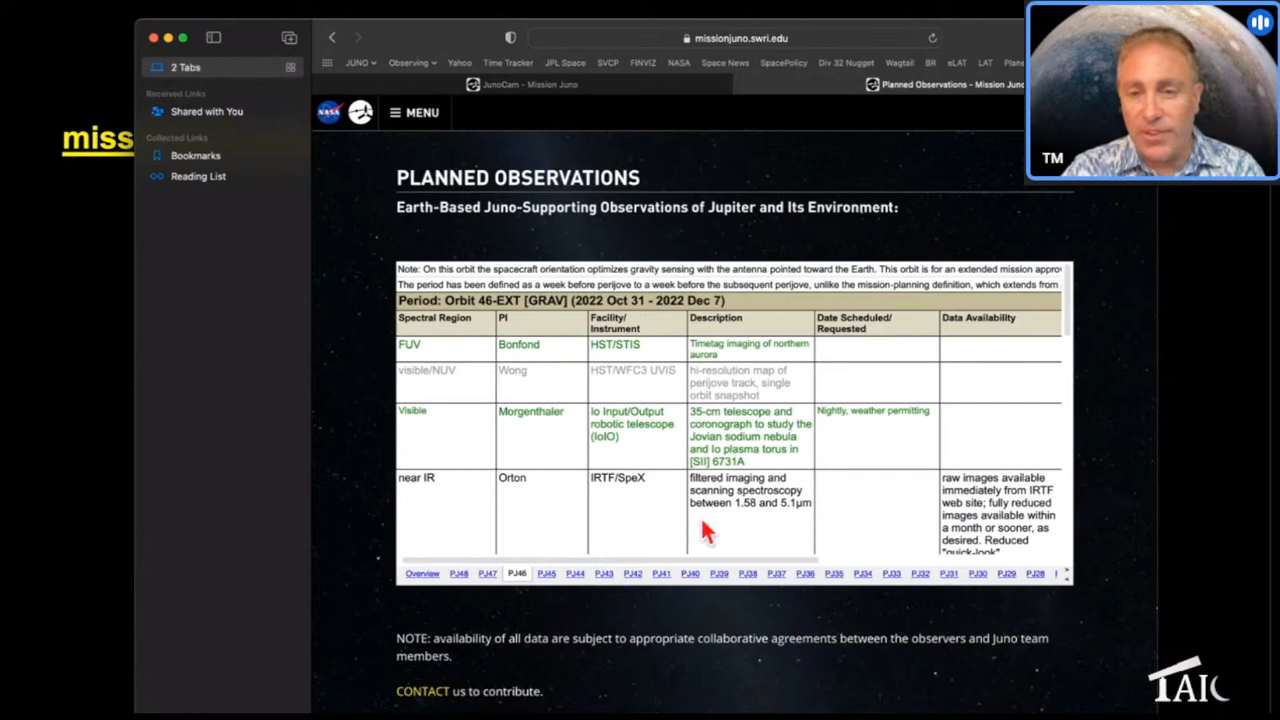 missionjuno.swri.edu
2 Tabs
JUNO
Observing
Yahoo
Time Tracker
JPL Space
SVCP
FINVIZ
NASA
Space News
SpacePolicy
Div 32 Nugget
Wagtail
BR
eLAT
LAT
Received Links
JunoCam - Mission Juno
Planned Observations - Mission
Shared with You
NASA
MENU
Collected Links
miss
Bookmarks
TM
Reading List
PLANNED OBSERVATIONS
Earth-Based Juno-Supporting Observations of Jupiter and Its Environment:
Note: On this orbit the spacecraft orientation optimizes gravity sensing with the antenna pointed toward the Earth. This orbit is for an extended mission
The period has been defined as a week before perijove to a week before the subsequent perijove, unlike the mission-planning definition, which extends from
Period: Orbit 46-EXT [GRAV] (2022 Oct 31 - 2022 Dec 7)
Spectral Region
PI
Facility/
Instrument
Description
Date Scheduled/
Requested
Data Availability
FUV
Bonfond
HST/STIS
Timetag imaging of northern
aurora
visible/NUV
Wong
HST/WFC3 UVIS
hi-resolution map of
perijove track, single
orbit snapshot
Visible
Morgenthaler
Io Input/Output
robotic telescope
(IoIO)
35-cm telescope and
coronograph to study the
Jovian sodium nebula
and Io plasma torus in
[SII] 6731A
Nightly, weather permitting
near IR
Orton
IRTF/SpeX
filtered imaging and
scanning spectroscopy
between 1.58 and 5.1µm
raw images available
immediately from IRTF
web site; fully reduced
images available within
a month or sooner, as
desired. Reduced
"quick-look"
Overview PJ48 PJ47 PJ46 PJ45 PJ44 PJ43 PJ42 PJ41 PJ40 PJ39 PJ38 PJ37 PJ36 PJ35 PJ34 PJ33 PJ32 PJ31 PJ30 PJ29 PJ28
NOTE: availability of all data are subject to appropriate collaborative agreements between the observers and Juno team
members.
CONTACT us to contribute.
TAIC